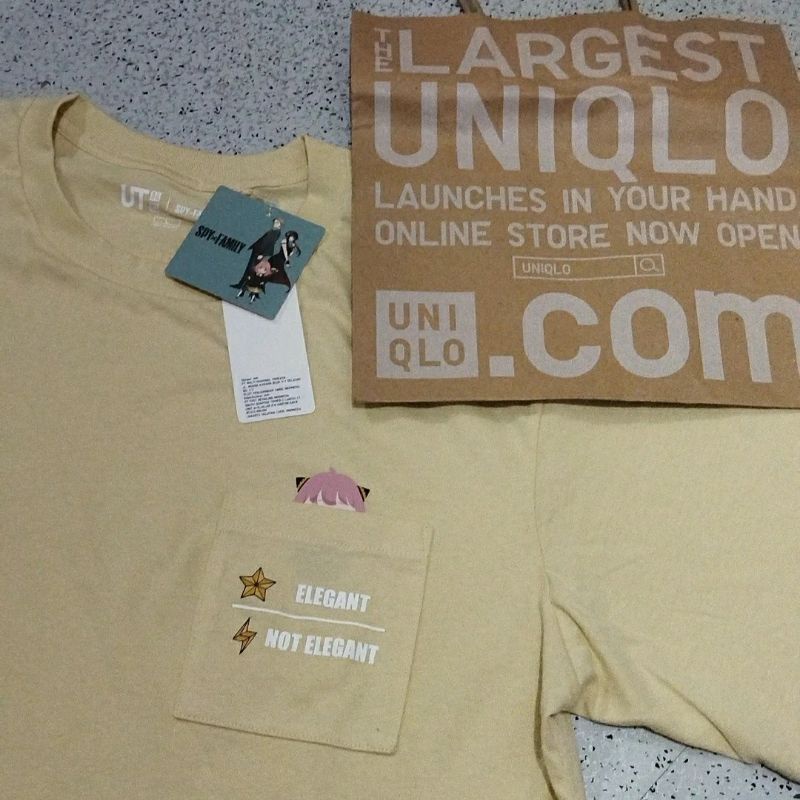 THE LARGEST
UNIQLO
LAUNCHES IN YOUR HAND
ONLINE STORE NOW OPEN
UNIQLO
UNI
QLO
.com
UT
SPY×FAMILY
ELEGANT
NOT ELEGANT